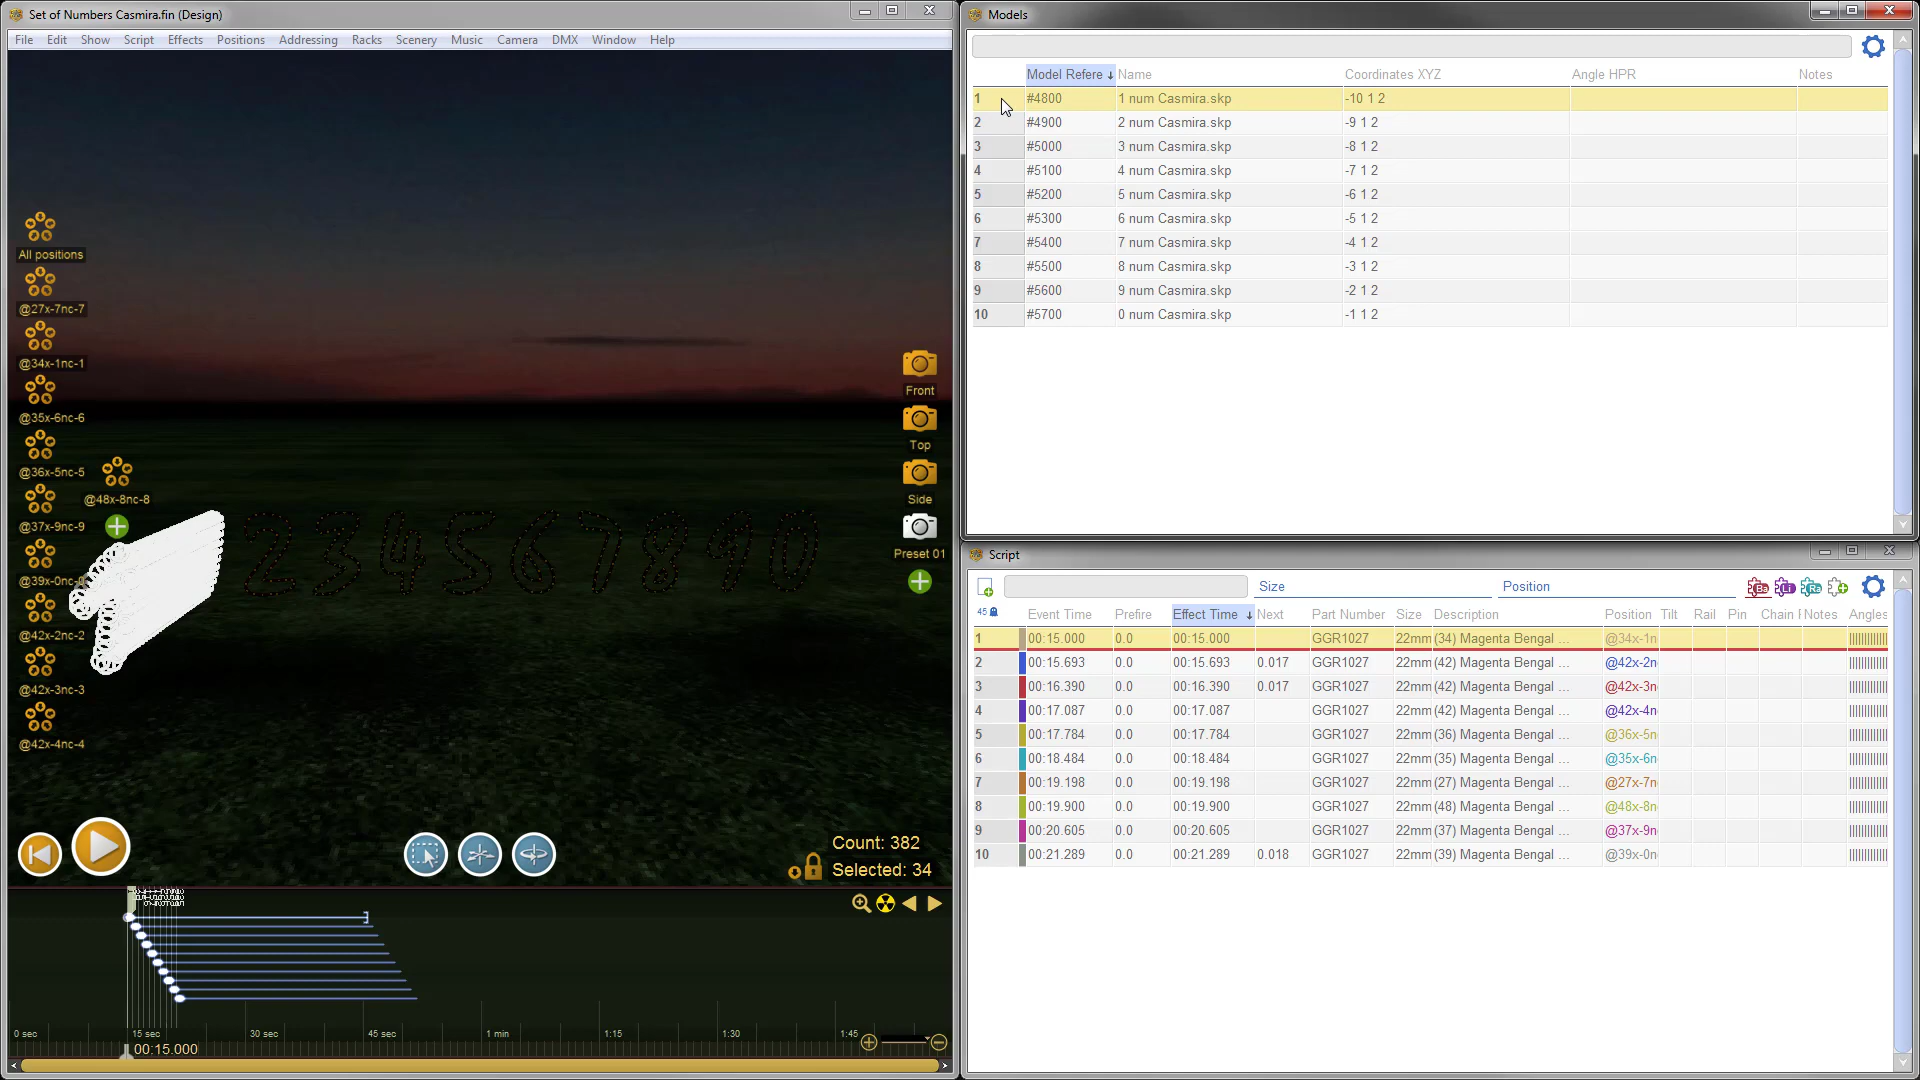 Set of Numbers Casmira.fin (Design)
File Edit Show Script Effects Positions Addressing Racks Scenery Music Camera DMX Window Help
All positions
@27x-7nc-7
@34x-1nc-1
@35x-6nc-6
@36x-5nc-5
@48x-8nc-8
@37x-9nc-9
@39x-0nc-0
@42x-2nc-2
@42x-3nc-3
@42x-4nc-4
2 3 4 5 6 7 8 9 0
Front
Top
Side
Preset 01
Count: 382
Selected: 34
0 sec 15 sec 30 sec 45 sec 1 min 1:15 1:30 1:45
00:15.000
Models
Model Refere Name Coordinates XYZ Angle HPR Notes
1 #4800 1 num Casmira.skp -10 1 2
2 #4900 2 num Casmira.skp -9 1 2
3 #5000 3 num Casmira.skp -8 1 2
4 #5100 4 num Casmira.skp -7 1 2
5 #5200 5 num Casmira.skp -6 1 2
6 #5300 6 num Casmira.skp -5 1 2
7 #5400 7 num Casmira.skp -4 1 2
8 #5500 8 num Casmira.skp -3 1 2
9 #5600 9 num Casmira.skp -2 1 2
10 #5700 0 num Casmira.skp -1 1 2
Script
Size Position
45 Event Time Prefire Effect Time Next Part Number Size Description Position Tilt Rail Pin Chain Notes Angles
1 00:15.000 0.0 00:15.000 GGR1027 22mm (34) Magenta Bengal ... @34x-1n
2 00:15.693 0.0 00:15.693 0.017 GGR1027 22mm (42) Magenta Bengal ... @42x-2n
3 00:16.390 0.0 00:16.390 0.017 GGR1027 22mm (42) Magenta Bengal ... @42x-3n
4 00:17.087 0.0 00:17.087 GGR1027 22mm (42) Magenta Bengal ... @42x-4n
5 00:17.784 0.0 00:17.784 GGR1027 22mm (36) Magenta Bengal ... @36x-5n
6 00:18.484 0.0 00:18.484 GGR1027 22mm (35) Magenta Bengal ... @35x-6n
7 00:19.198 0.0 00:19.198 GGR1027 22mm (27) Magenta Bengal ... @27x-7n
8 00:19.900 0.0 00:19.900 GGR1027 22mm (48) Magenta Bengal ... @48x-8n
9 00:20.605 0.0 00:20.605 GGR1027 22mm (37) Magenta Bengal ... @37x-9n
10 00:21.289 0.0 00:21.289 0.018 GGR1027 22mm (39) Magenta Bengal ... @39x-0n